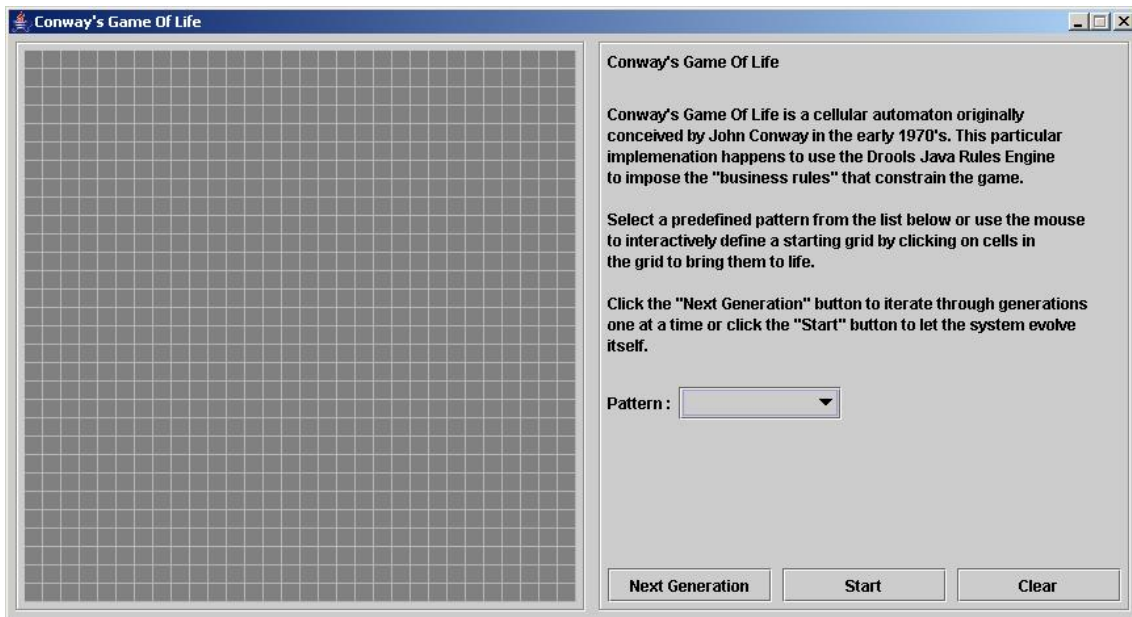 Conway's Game Of Life
Conway's Game Of Life
Conway's Game Of Life is a cellular automaton originally
conceived by John Conway in the early 1970's. This particular
implemenation happens to use the Drools Java Rules Engine
to impose the "business rules" that constrain the game.
Select a predefined pattern from the list below or use the mouse
to interactively define a starting grid by clicking on cells in
the grid to bring them to life.
Click the "Next Generation" button to iterate through generations
one at a time or click the "Start" button to let the system evolve
itself.
Pattern :
Next Generation Start Clear